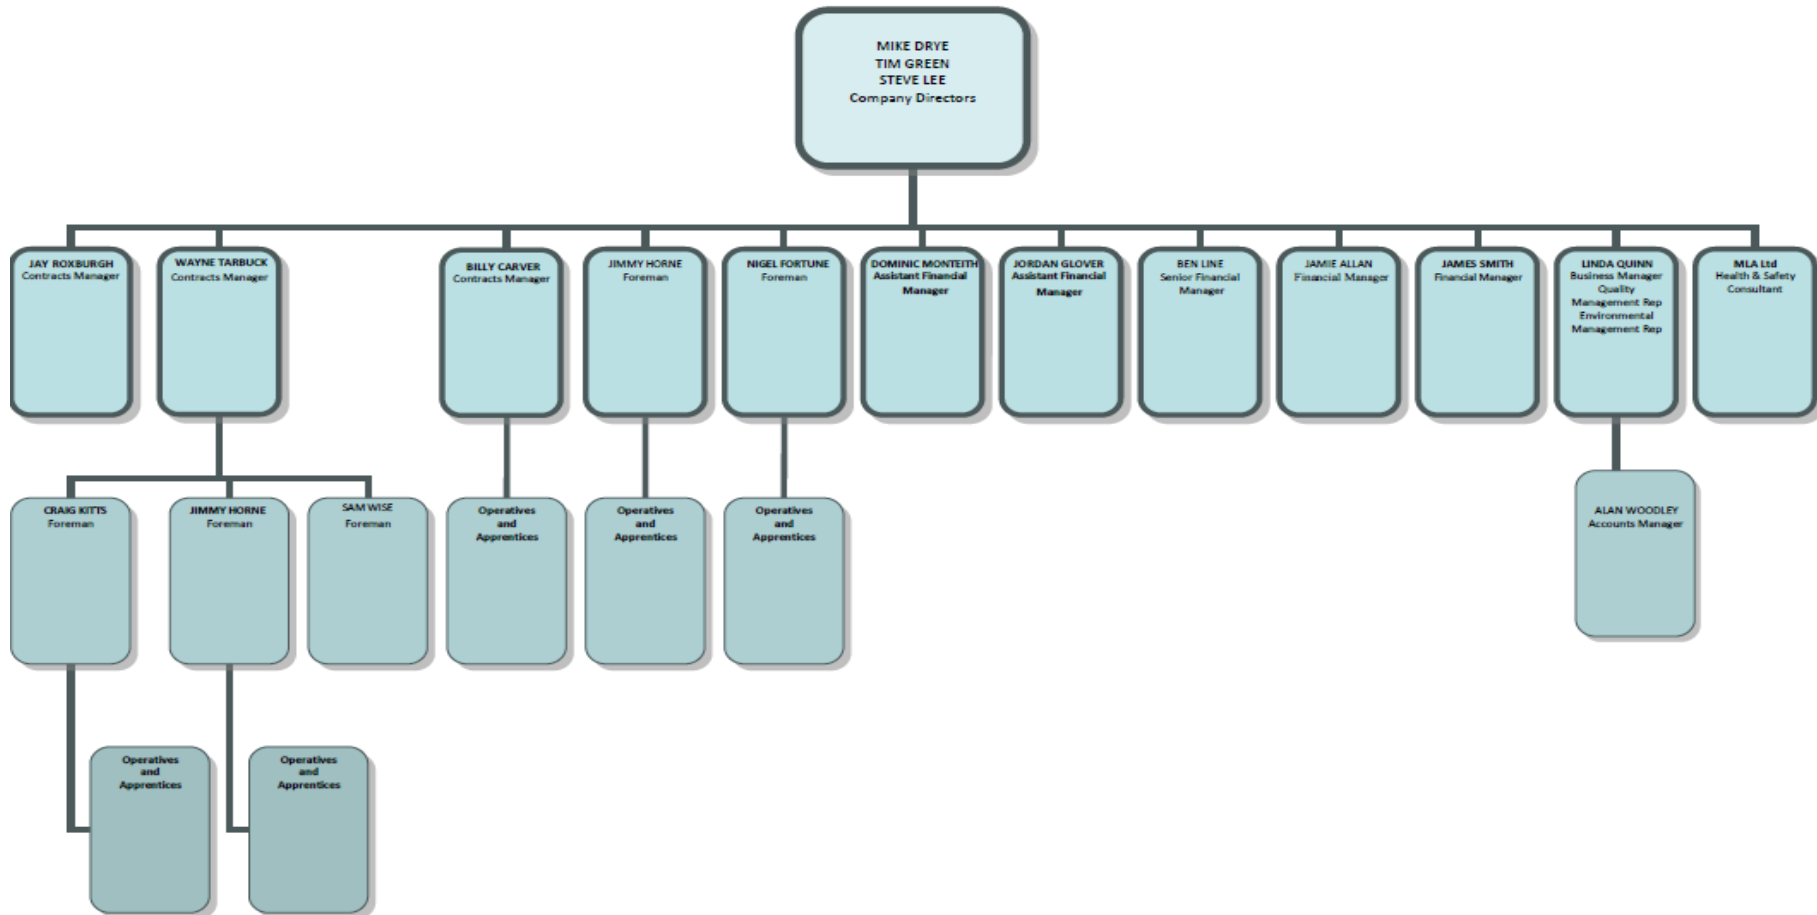 MIKE DRYE
TIM GREEN
STEVE LEE
Company Directors
JAY ROXBURGH
Contracts Manager
WAYNE TARBUCK
Contracts Manager
BILLY CARVER
Contracts Manager
JIMMY HORNE
Foreman
NIGEL FORTUNE
Foreman
DOMINIC MONTEITH
Assistant Financial
Manager
JORDAN GLOVER
Assistant Financial
Manager
BEN LINE
Senior Financial
Manager
JAMIE ALLAN
Financial Manager
JAMES SMITH
Financial Manager
LINDA QUINN
Business Manager
Quality
Management Rep
Environmental
Management Rep
MLA Ltd
Health & Safety
Consultant
CRAIG KITTS
Foreman
JIMMY HORNE
Foreman
SAM WISE
Foreman
Operatives
and
Apprentices
Operatives
and
Apprentices
Operatives
and
Apprentices
ALAN WOODLEY
Accounts Manager
Operatives
and
Apprentices
Operatives
and
Apprentices